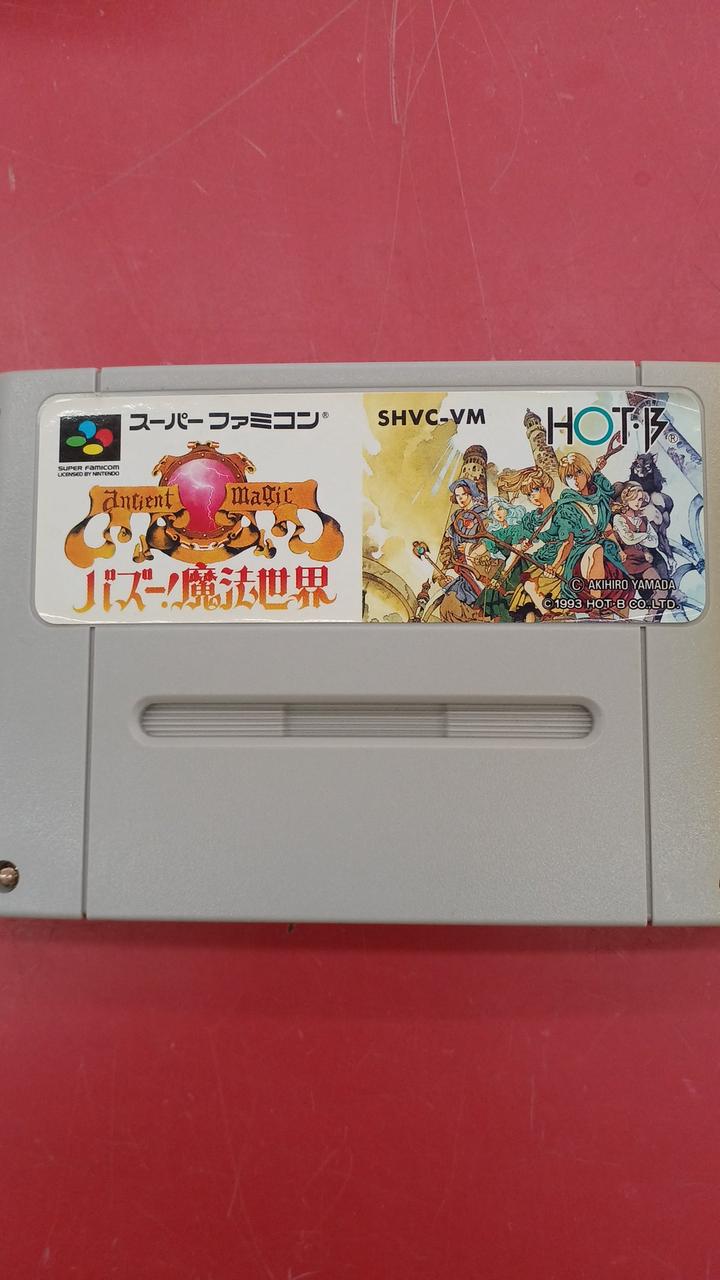 スーパーファミコン®
SUPER FAMICOM
LICENSED BY NINTENDO
Ancient Magic
バズー!魔法世界
SHVC-VM
HOT・B®
© AKIHIRO YAMADA
© 1993 HOT・B CO.,LTD.